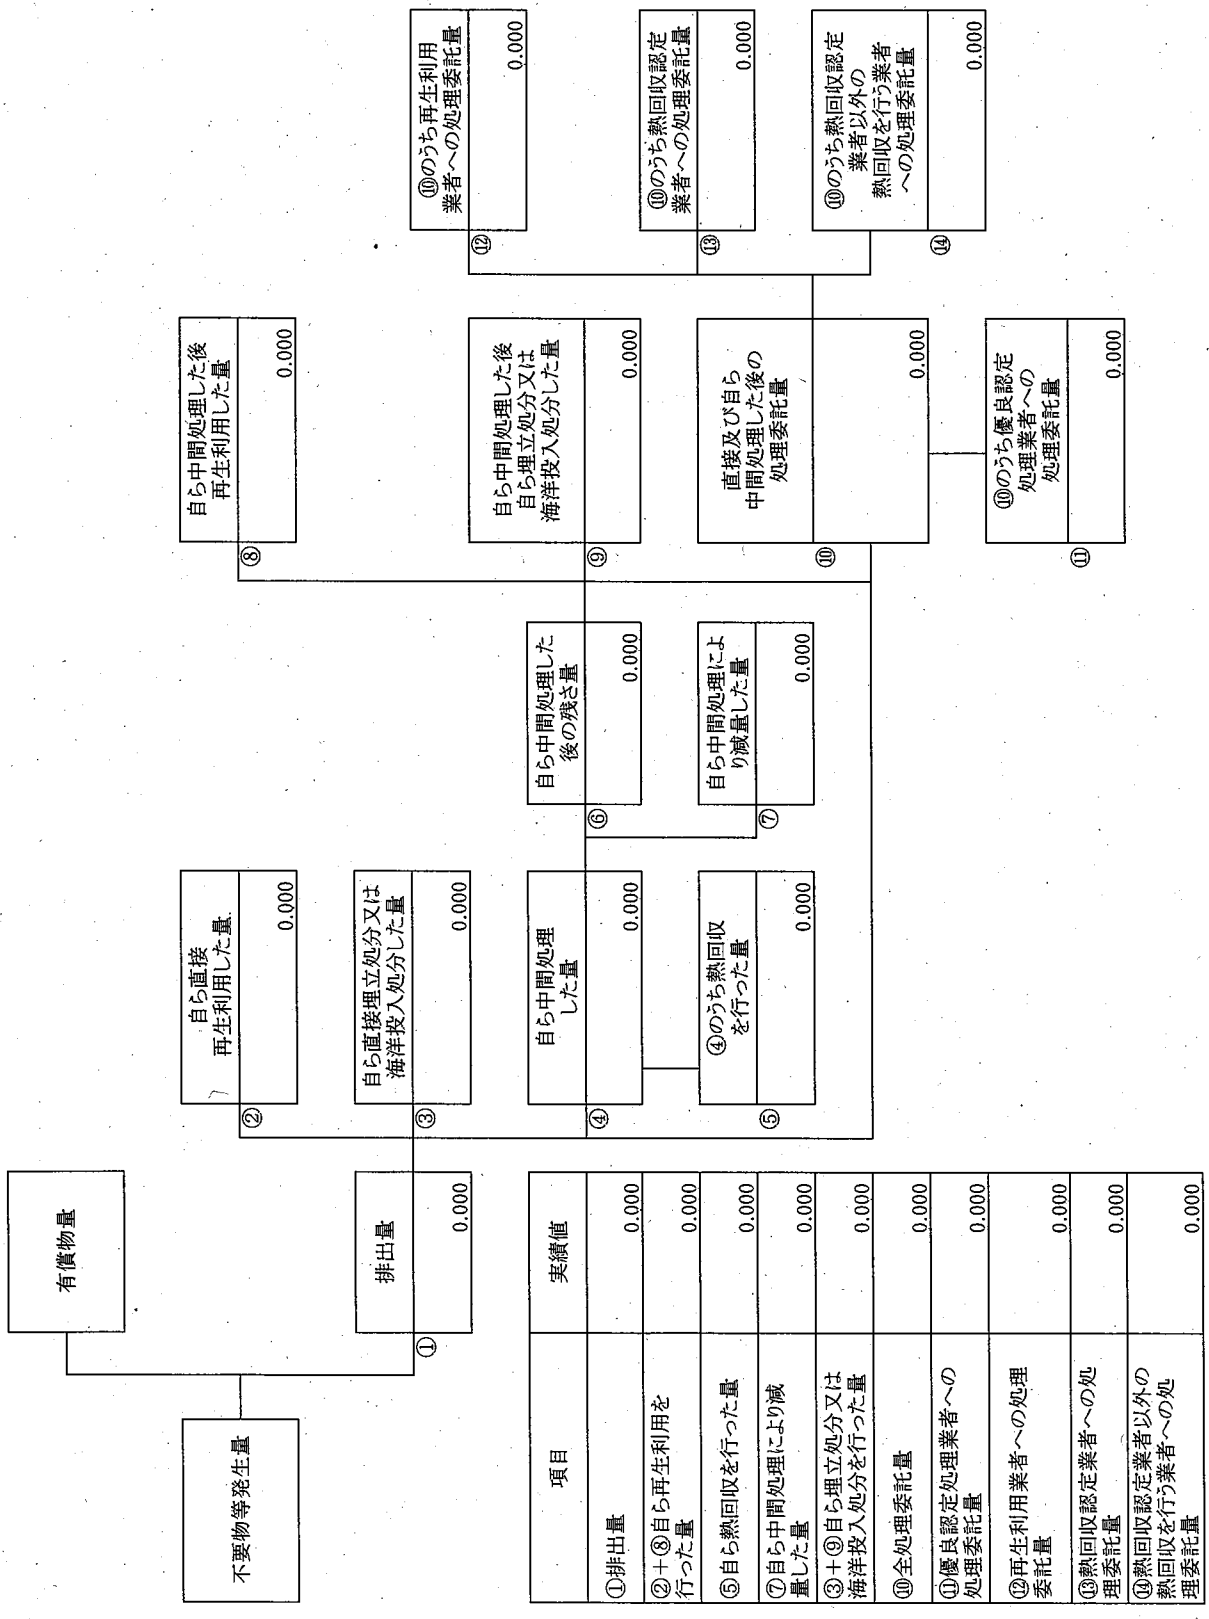 不要物等発生量
有償物量
排出量
①
0.000
自ら直接
再生利用した量
②
0.000
自ら直接埋立処分又は
海洋投入処分した量
③
0.000
自ら中間処理
した量
④
0.000
④のうち熱回収
を行った量
⑤
0.000
自ら中間処理した
後の残さ量
⑥
0.000
自ら中間処理によ
り減量した量
⑦
0.000
自ら中間処理した後
再生利用した量
⑧
0.000
自ら中間処理した後
自ら埋立処分又は
海洋投入処分した量
⑨
0.000
直接及び自ら
中間処理した後の
処理委託量
⑩
0.000
⑩のうち優良認定
処理業者への
処理委託量
⑪
0.000
⑩のうち再生利用
業者への処理委託量
⑫
0.000
⑩のうち熱回収認定
業者への処理委託量
⑬
0.000
⑩のうち熱回収認定
業者以外の
熱回収を行う業者
への処理委託量
⑭
0.000
項目 実績値
①排出量 0.000
②+⑧自ら再生利用を
行った量 0.000
⑤自ら熱回収を行った量 0.000
⑦自ら中間処理により減
量した量 0.000
③+⑨自ら埋立処分又は
海洋投入処分を行った量 0.000
⑩全処理委託量 0.000
⑪優良認定処理業者への
処理委託量 0.000
⑫再生利用業者への処理
委託量 0.000
⑬熱回収認定業者への処
理委託量 0.000
⑭熱回収認定業者以外の
熱回収を行う業者への処
理委託量 0.000